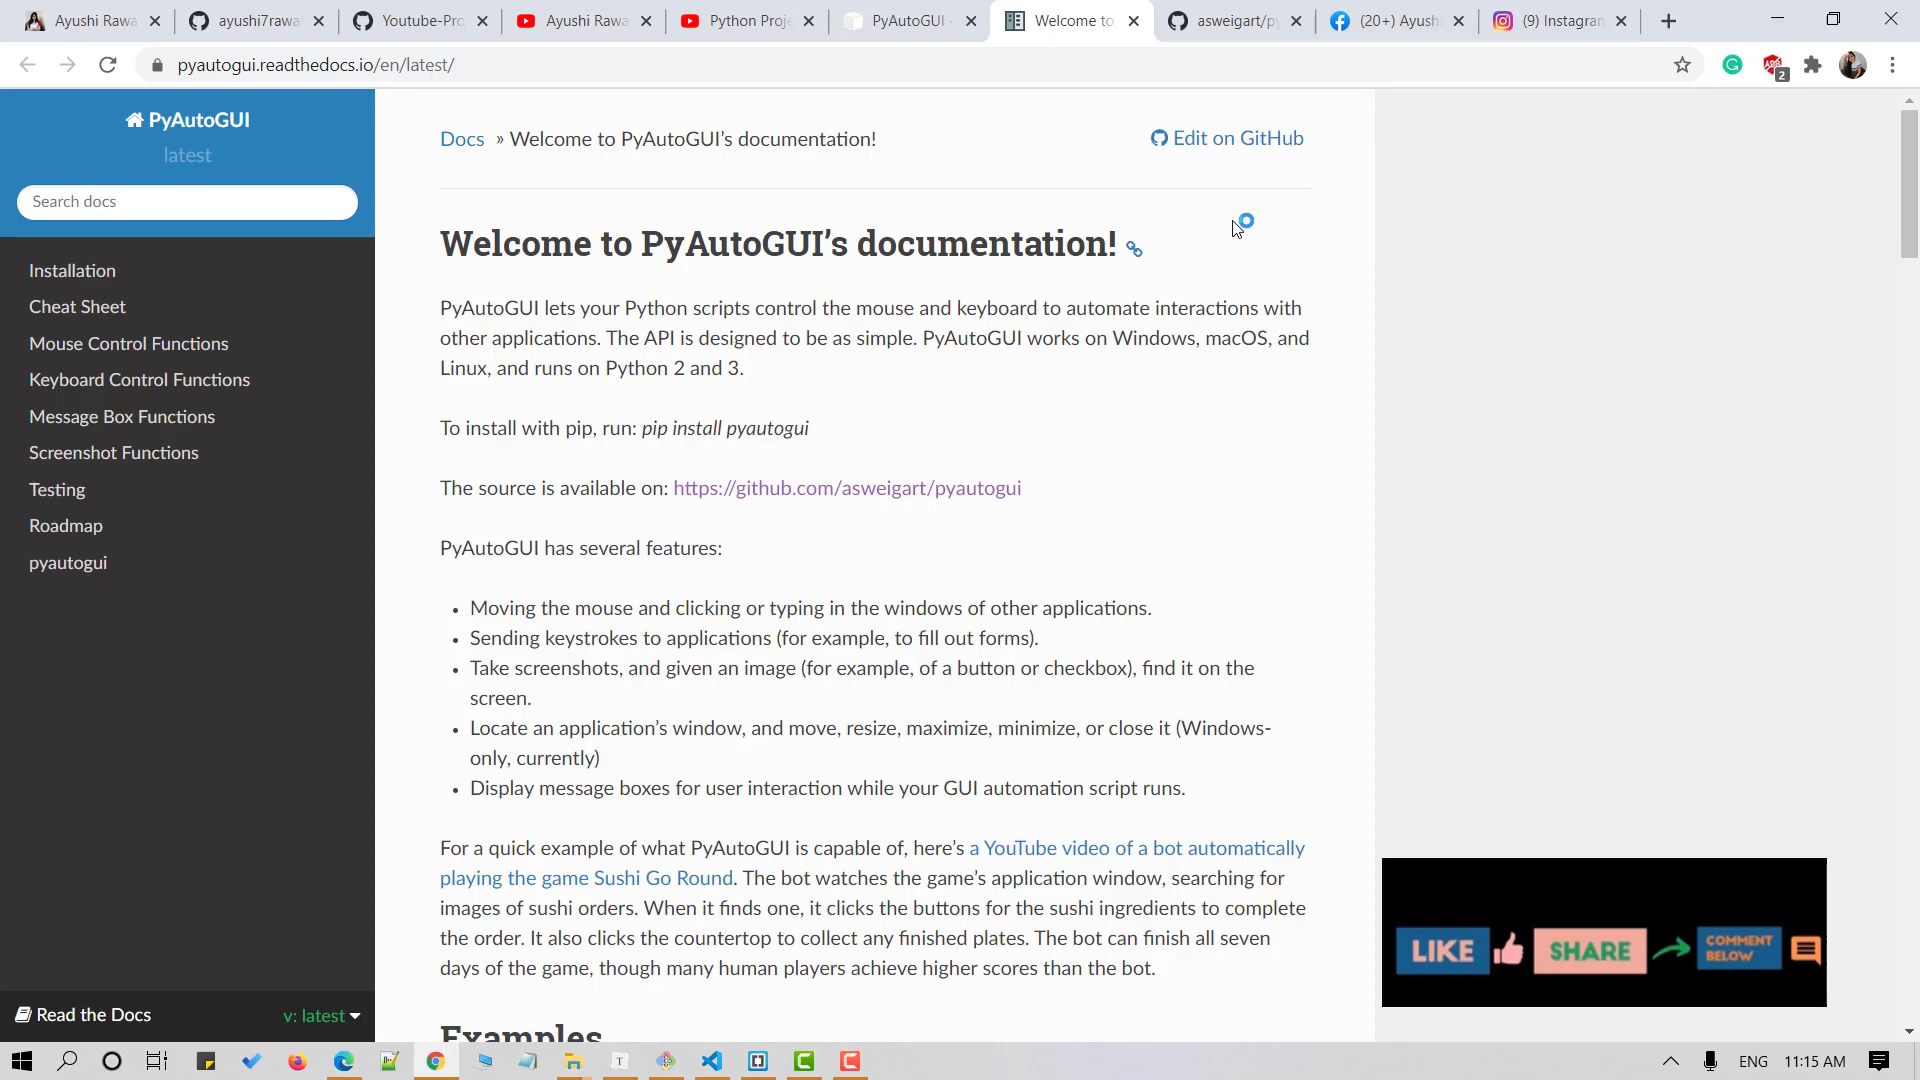 Ayushi Rawa
ayushi7rawa
Youtube-Pro
Ayushi Rawa
Python Proje
PyAutoGUI -
Welcome to
asweigart/py
(20+) Ayush
(9) Instagram
pyautogui.readthedocs.io/en/latest/
2
PyAutoGUI
latest
Search docs
Installation
Cheat Sheet
Mouse Control Functions
Keyboard Control Functions
Message Box Functions
Screenshot Functions
Testing
Roadmap
pyautogui
Read the Docs
v: latest
Docs » Welcome to PyAutoGUI’s documentation!
Edit on GitHub
Welcome to PyAutoGUI’s documentation!
PyAutoGUI lets your Python scripts control the mouse and keyboard to automate interactions with
other applications. The API is designed to be as simple. PyAutoGUI works on Windows, macOS, and
Linux, and runs on Python 2 and 3.
To install with pip, run: pip install pyautogui
The source is available on: https://github.com/asweigart/pyautogui
PyAutoGUI has several features:
• Moving the mouse and clicking or typing in the windows of other applications.
• Sending keystrokes to applications (for example, to fill out forms).
• Take screenshots, and given an image (for example, of a button or checkbox), find it on the
screen.
• Locate an application’s window, and move, resize, maximize, minimize, or close it (Windows-
only, currently)
• Display message boxes for user interaction while your GUI automation script runs.
For a quick example of what PyAutoGUI is capable of, here’s a YouTube video of a bot automatically
playing the game Sushi Go Round. The bot watches the game’s application window, searching for
images of sushi orders. When it finds one, it clicks the buttons for the sushi ingredients to complete
the order. It also clicks the countertop to collect any finished plates. The bot can finish all seven
days of the game, though many human players achieve higher scores than the bot.
Examples
LIKE
SHARE
COMMENT
BELOW
ENG
11:15 AM